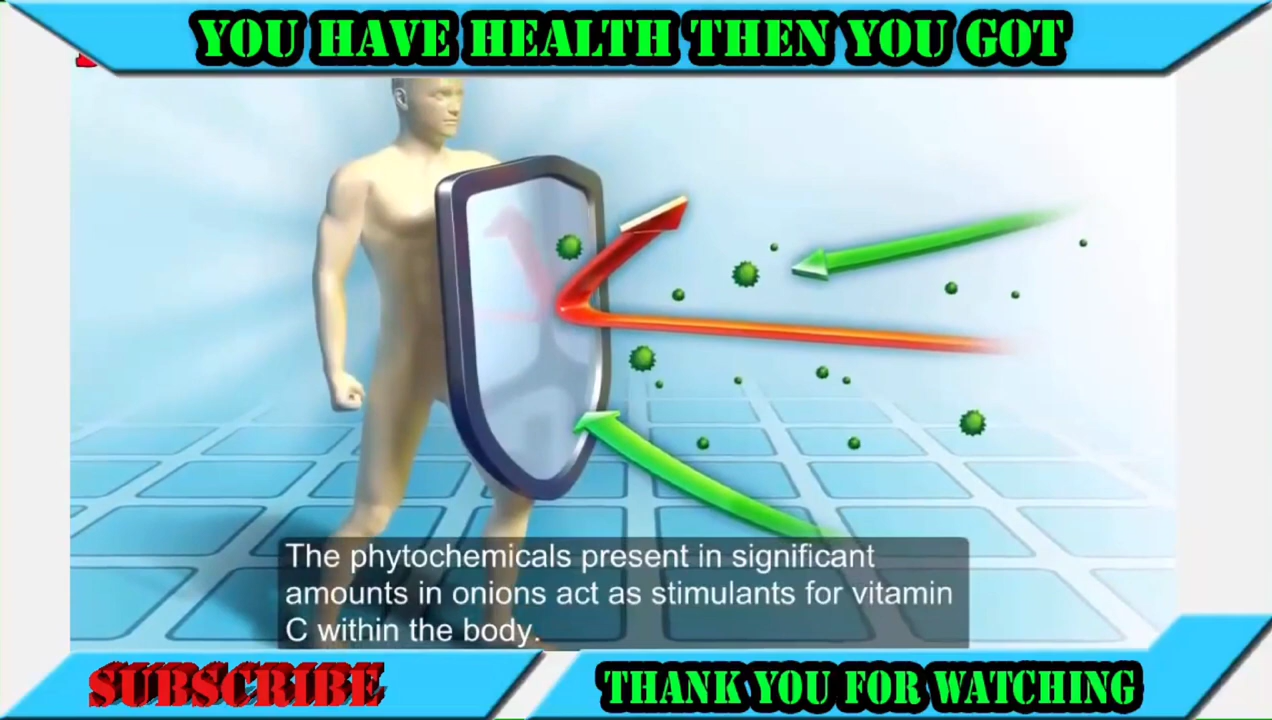 YOU HAVE HEALTH THEN YOU GOT
The phytochemicals present in significant
amounts in onions act as stimulants for vitamin
C within the body.
SUBSCRIBE
THANK YOU FOR WATCHING